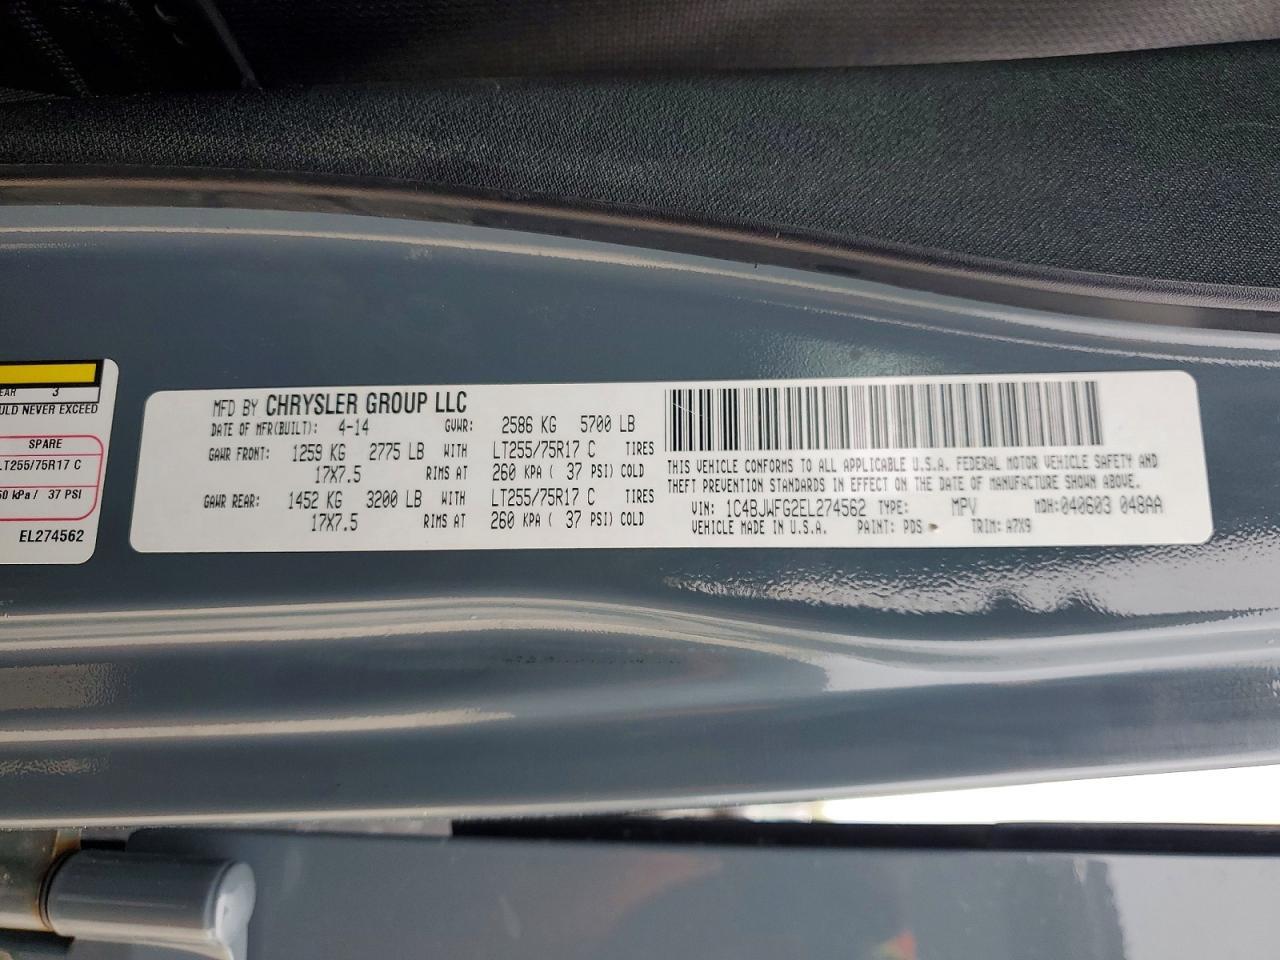 EAR 3
ULD NEVER EXCEED
SPARE
LT255/75R17 C
60 kPa / 37 PSI
EL274562
MFD BY CHRYSLER GROUP LLC
DATE OF MFR(BUILT): 4-14 GVWR: 2586 KG 5700 LB
GAWR FRONT: 1259 KG 2775 LB WITH LT255/75R17 C TIRES
17X7.5 RIMS AT 260 KPA ( 37 PSI) COLD
GAWR REAR: 1452 KG 3200 LB WITH LT255/75R17 C TIRES
17X7.5 RIMS AT 260 KPA ( 37 PSI) COLD
THIS VEHICLE CONFORMS TO ALL APPLICABLE U.S.A. FEDERAL MOTOR VEHICLE SAFETY AND
THEFT PREVENTION STANDARDS IN EFFECT ON THE DATE OF MANUFACTURE SHOWN ABOVE.
VIN: 1C4BJWFG2EL274562 TYPE: MPV MDH:040603 048AA
VEHICLE MADE IN U.S.A. PAINT: PDS TRIM: A7X9